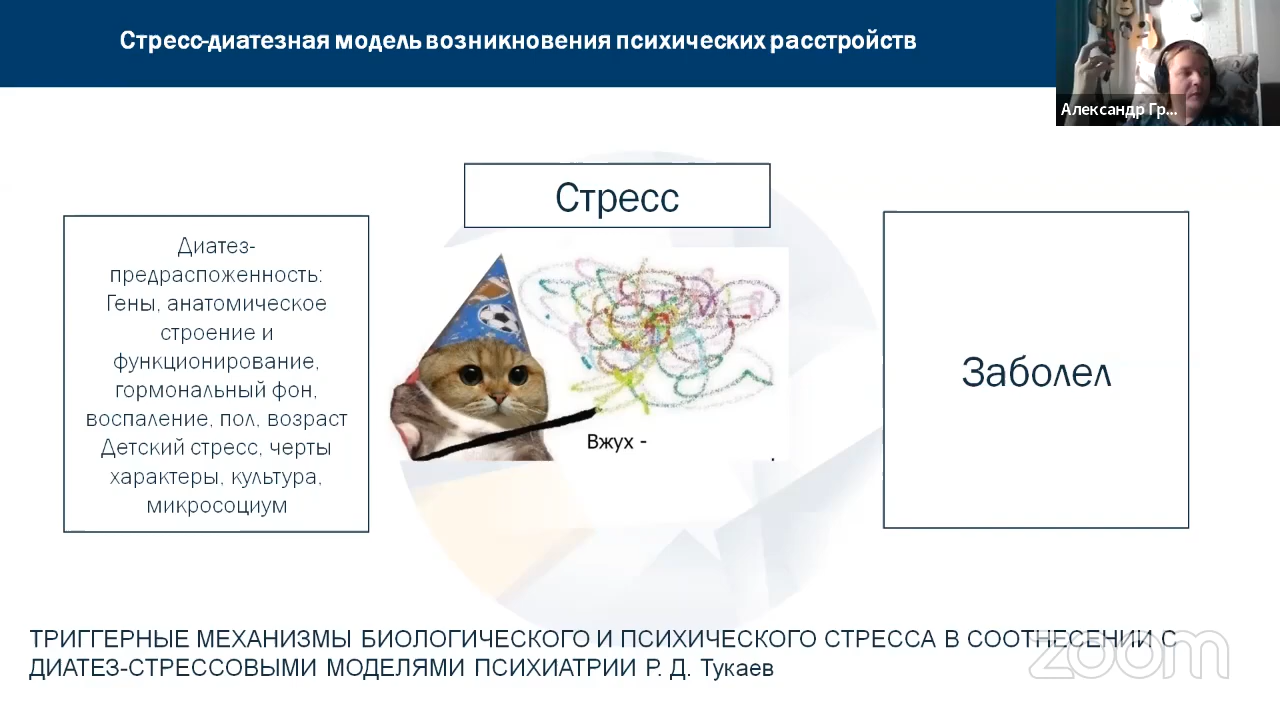 Стресс-диатезная модель возникновения психических расстройств
Александр Гр...
Стресс
Диатез-
предраспоженность:
Гены, анатомическое
строение и
функционирование,
гормональный фон,
воспаление, пол, возраст
Детский стресс, черты
характеры, культура,
микросоциум
Вжух -
Заболел
ТРИГГЕРНЫЕ МЕХАНИЗМЫ БИОЛОГИЧЕСКОГО И ПСИХИЧЕСКОГО СТРЕССА В СООТНЕСЕНИИ С
ДИАТЕЗ-СТРЕССОВЫМИ МОДЕЛЯМИ ПСИХИАТРИИ Р. Д. Тукаев
zoom